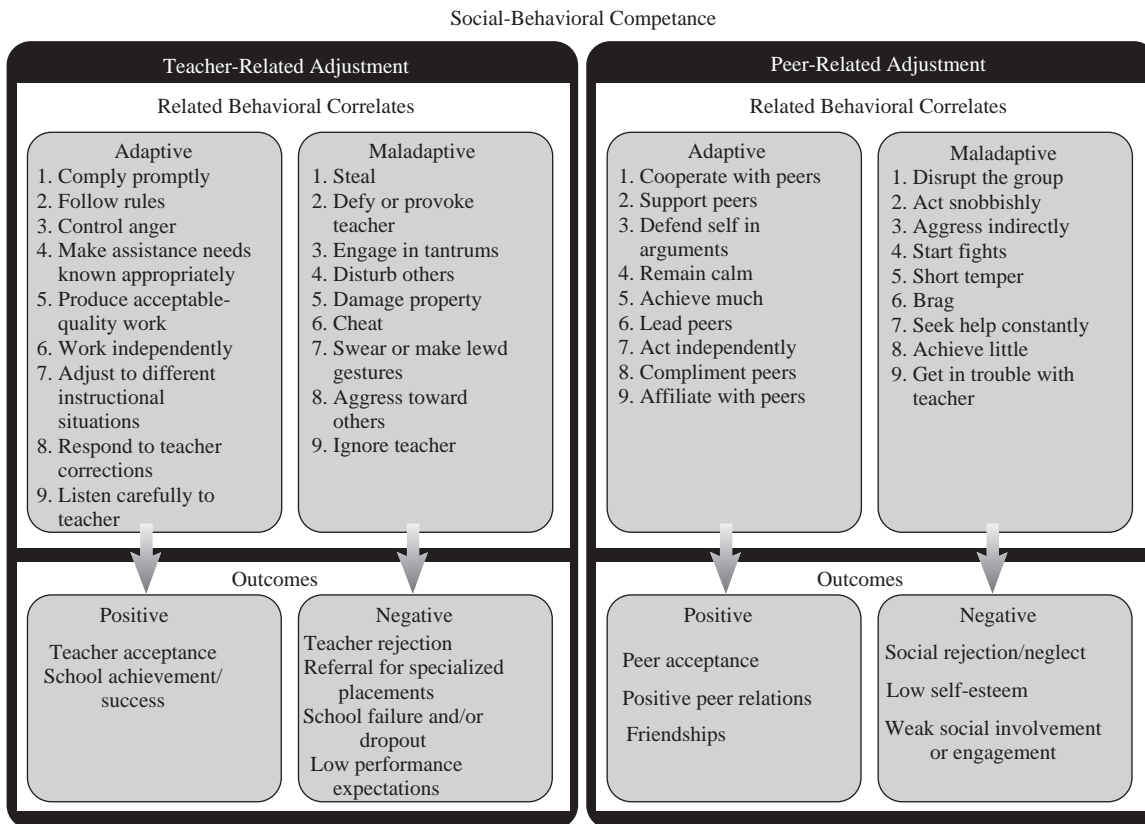 Social-Behavioral Competance
Teacher-Related Adjustment
Related Behavioral Correlates
Adaptive
1. Comply promptly
2. Follow rules
3. Control anger
4. Make assistance needs
known appropriately
5. Produce acceptable-
quality work
6. Work independently
7. Adjust to different
instructional
situations
8. Respond to teacher
corrections
9. Listen carefully to
teacher
Maladaptive
1. Steal
2. Defy or provoke
teacher
3. Engage in tantrums
4. Disturb others
5. Damage property
6. Cheat
7. Swear or make lewd
gestures
8. Aggress toward
others
9. Ignore teacher
Outcomes
Positive
Teacher acceptance
School achievement/
success
Negative
Teacher rejection
Referral for specialized
placements
School failure and/or
dropout
Low performance
expectations
Peer-Related Adjustment
Related Behavioral Correlates
Adaptive
1. Cooperate with peers
2. Support peers
3. Defend self in
arguments
4. Remain calm
5. Achieve much
6. Lead peers
7. Act independently
8. Compliment peers
9. Affiliate with peers
Maladaptive
1. Disrupt the group
2. Act snobbishly
3. Aggress indirectly
4. Start fights
5. Short temper
6. Brag
7. Seek help constantly
8. Achieve little
9. Get in trouble with
teacher
Outcomes
Positive
Peer acceptance
Positive peer relations
Friendships
Negative
Social rejection/neglect
Low self-esteem
Weak social involvement
or engagement